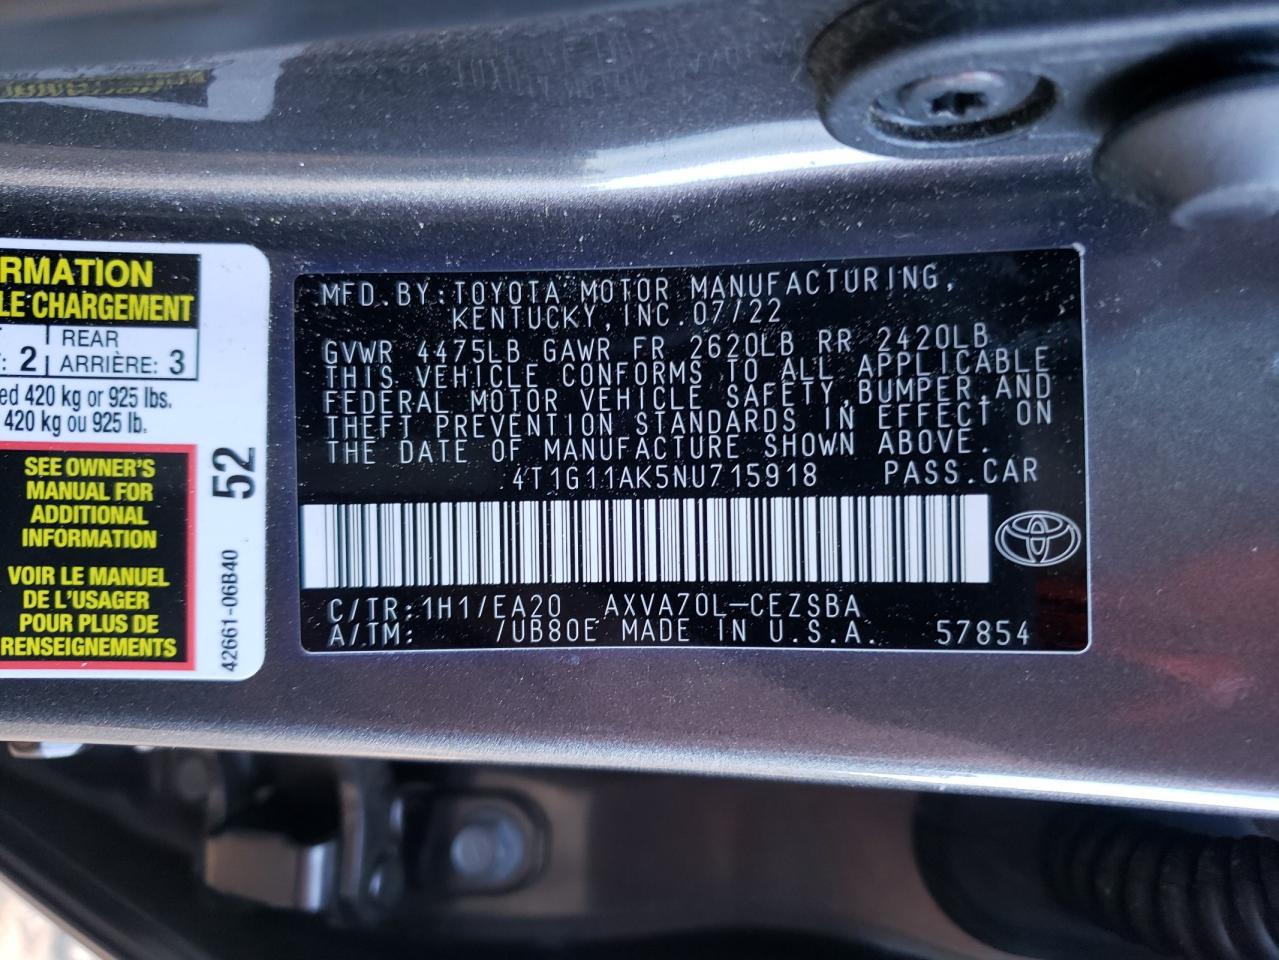 RMATION
LE CHARGEMENT
: 2
REAR
ARRIÈRE: 3
ed 420 kg or 925 lbs.
420 kg ou 925 lb.
SEE OWNER'S
MANUAL FOR
ADDITIONAL
INFORMATION
VOIR LE MANUEL
DE L'USAGER
POUR PLUS DE
RENSEIGNEMENTS
52
42661-06B40
MFD.BY:TOYOTA MOTOR MANUFACTURING,
KENTUCKY,INC.07/22
GVWR 4475LB GAWR FR 2620LB RR 2420LB
THIS VEHICLE CONFORMS TO ALL APPLICABLE
FEDERAL MOTOR VEHICLE SAFETY,BUMPER,AND
THEFT PREVENTION STANDARDS IN EFFECT ON
THE DATE OF MANUFACTURE SHOWN ABOVE.
4T1G11AK5NU715918 PASS.CAR
C/TR:1H1/EA20 AXVA70L-CEZSBA
A/TM: /UB80E MADE IN U.S.A. 57854